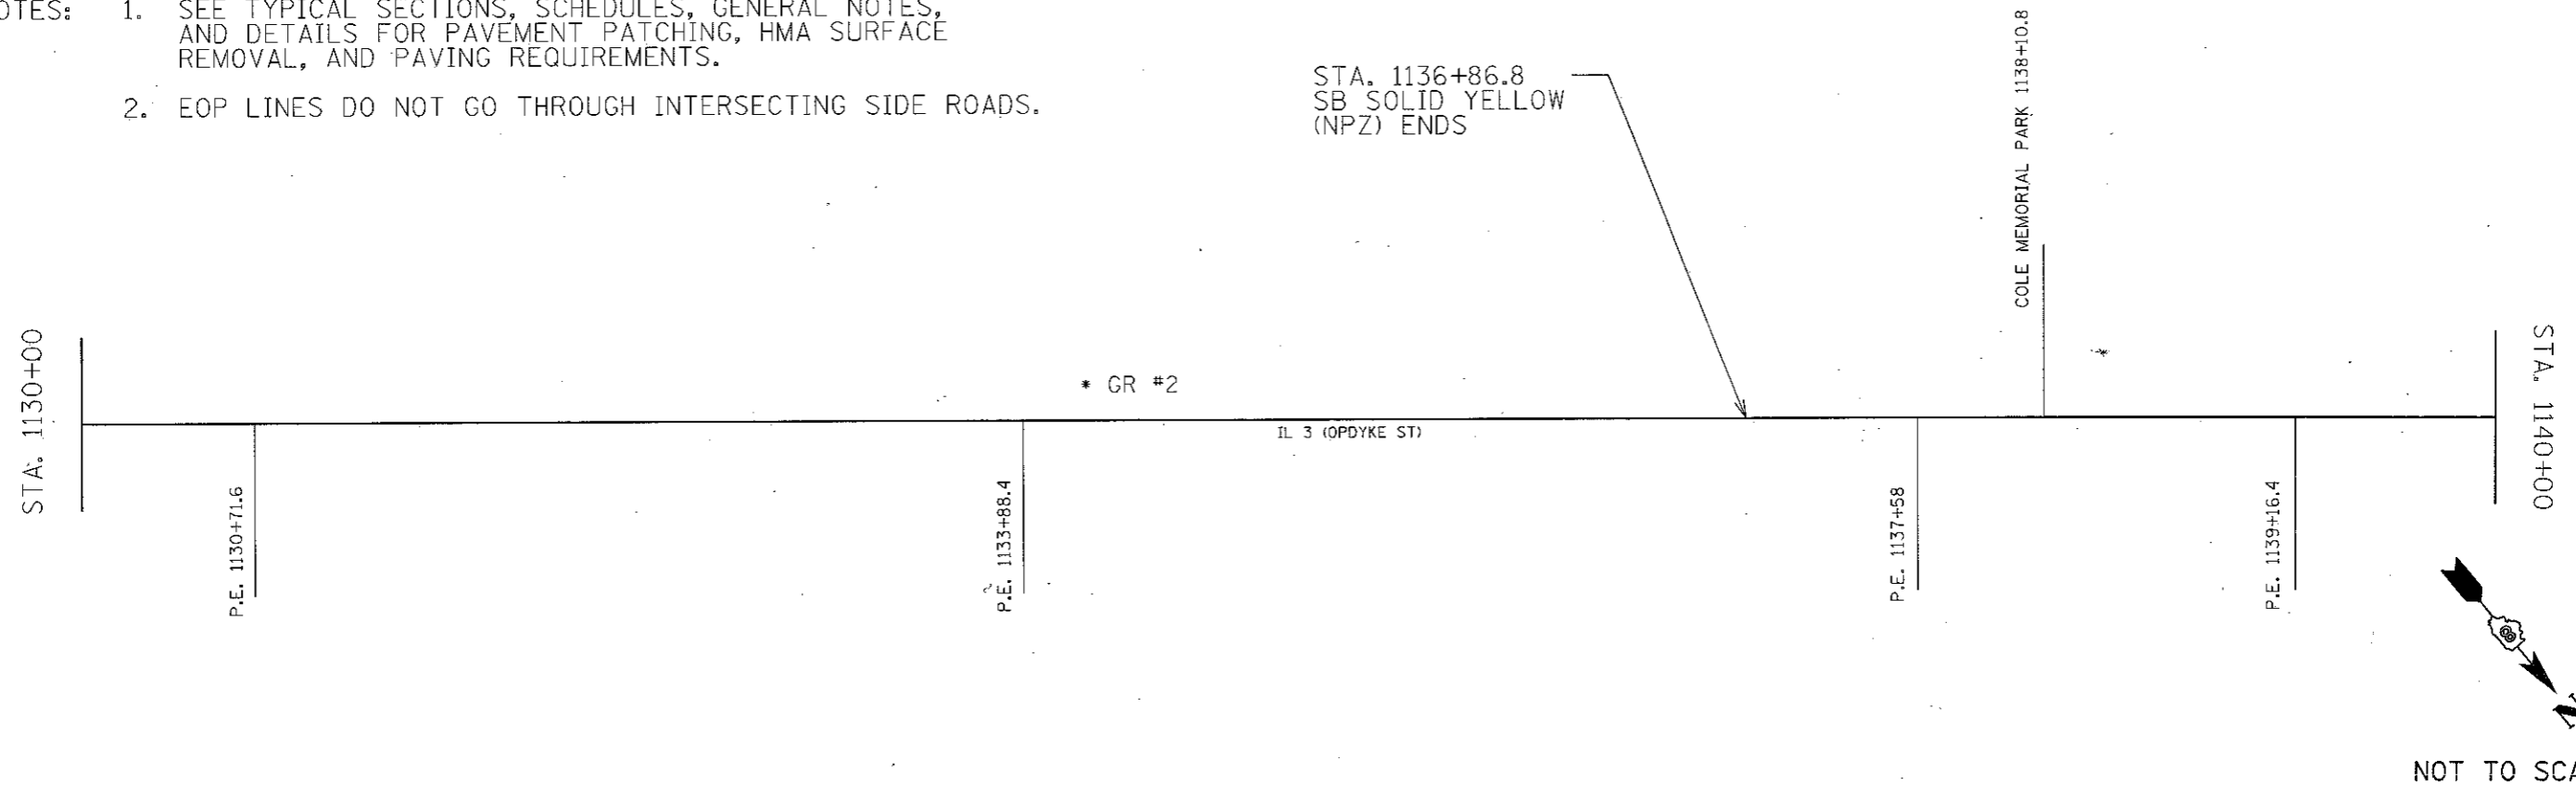 OTES: 1. SEE TYPICAL SECTIONS, SCHEDULES, GENERAL NOTES,
AND DETAILS FOR PAVEMENT PATCHING, HMA SURFACE
REMOVAL, AND PAVING REQUIREMENTS.
2. EOP LINES DO NOT GO THROUGH INTERSECTING SIDE ROADS.
STA. 1136+86.8
SB SOLID YELLOW
(NPZ) ENDS
COLE MEMORIAL PARK 1138+10.8
STA. 1130+00
* GR #2
IL 3 (OPDYKE ST)
STA. 1140+00
P.E. 1130+71.6
P.E. 1133+88.4
P.E. 1137+58
P.E. 1139+16.4
N
NOT TO SCA